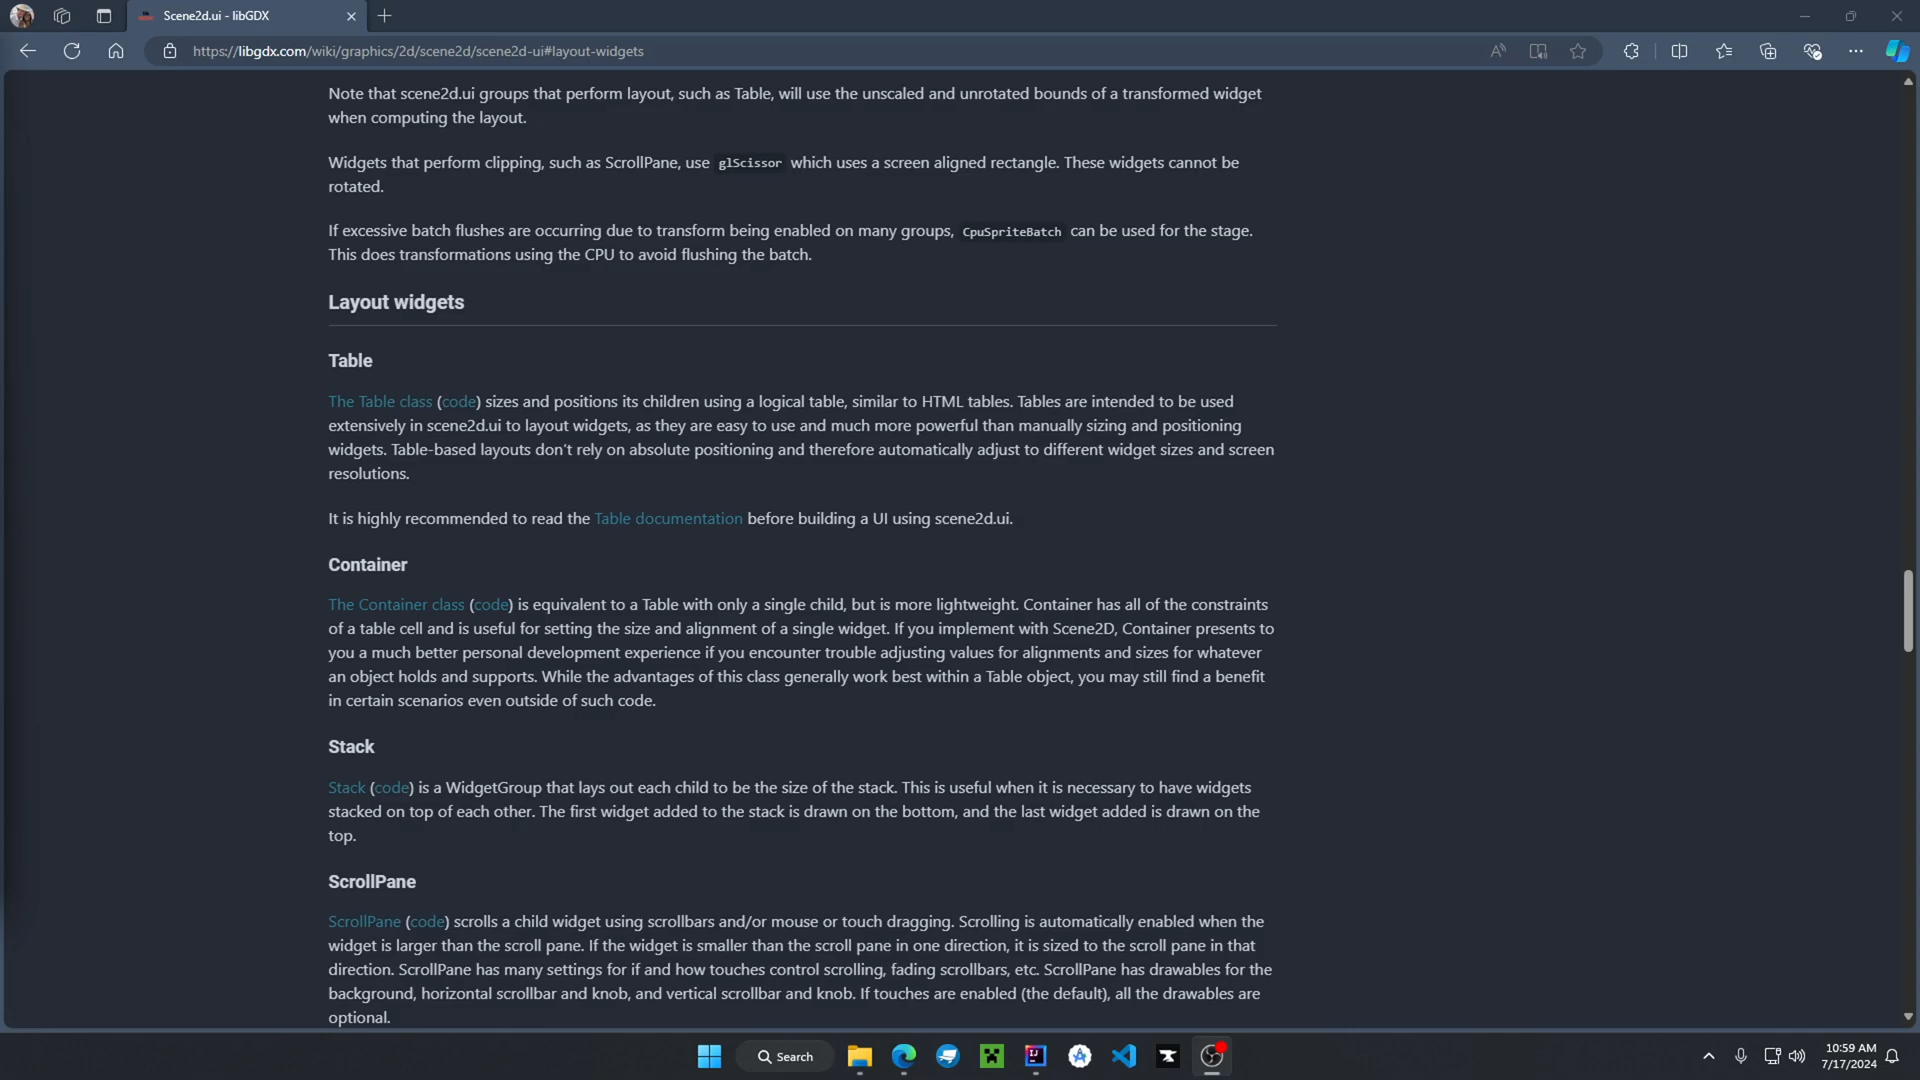 Scene2d.ui - libGDX
https://libgdx.com/wiki/graphics/2d/scene2d/scene2d-ui#layout-widgets
Note that scene2d.ui groups that perform layout, such as Table, will use the unscaled and unrotated bounds of a transformed widget
when computing the layout.
Widgets that perform clipping, such as ScrollPane, use glScissor which uses a screen aligned rectangle. These widgets cannot be
rotated.
If excessive batch flushes are occurring due to transform being enabled on many groups, CpuSpriteBatch can be used for the stage.
This does transformations using the CPU to avoid flushing the batch.
Layout widgets
Table
The Table class (code) sizes and positions its children using a logical table, similar to HTML tables. Tables are intended to be used
extensively in scene2d.ui to layout widgets, as they are easy to use and much more powerful than manually sizing and positioning
widgets. Table-based layouts don't rely on absolute positioning and therefore automatically adjust to different widget sizes and screen
resolutions.
It is highly recommended to read the Table documentation before building a UI using scene2d.ui.
Container
The Container class (code) is equivalent to a Table with only a single child, but is more lightweight. Container has all of the constraints
of a table cell and is useful for setting the size and alignment of a single widget. If you implement with Scene2D, Container presents to
you a much better personal development experience if you encounter trouble adjusting values for alignments and sizes for whatever
an object holds and supports. While the advantages of this class generally work best within a Table object, you may still find a benefit
in certain scenarios even outside of such code.
Stack
Stack (code) is a WidgetGroup that lays out each child to be the size of the stack. This is useful when it is necessary to have widgets
stacked on top of each other. The first widget added to the stack is drawn on the bottom, and the last widget added is drawn on the
top.
ScrollPane
ScrollPane (code) scrolls a child widget using scrollbars and/or mouse or touch dragging. Scrolling is automatically enabled when the
widget is larger than the scroll pane. If the widget is smaller than the scroll pane in one direction, it is sized to the scroll pane in that
direction. ScrollPane has many settings for if and how touches control scrolling, fading scrollbars, etc. ScrollPane has drawables for the
background, horizontal scrollbar and knob, and vertical scrollbar and knob. If touches are enabled (the default), all the drawables are
optional.
Search
10:59 AM
7/17/2024